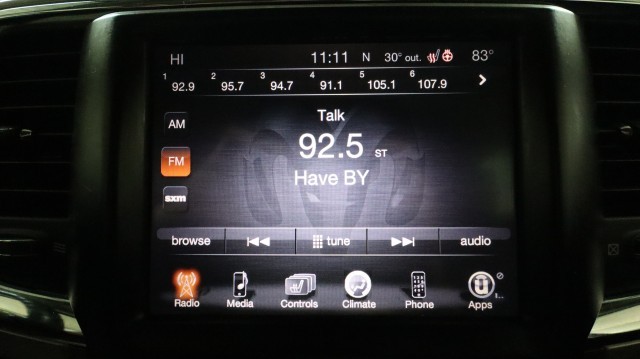 HI 11:11 N 30° out. 83°
1 92.9 2 95.7 3 94.7 4 91.1 5 105.1 6 107.9
Talk
AM
92.5 ST
FM
Have BY
sxm
browse tune audio
Radio Media Controls Climate Phone Apps 1...